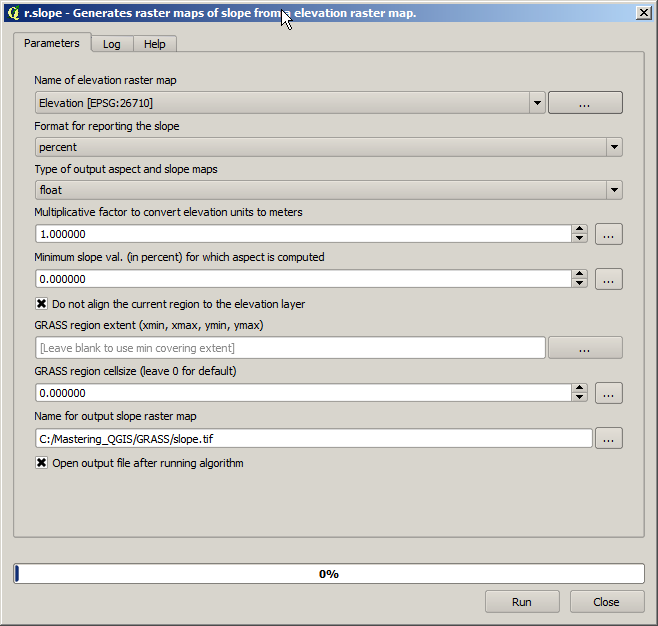 r.slope - Generates raster maps of slope from a elevation raster map.
Parameters Log Help
Name of elevation raster map
Elevation [EPSG:26710] ...
Format for reporting the slope
percent
Type of output aspect and slope maps
float
Multiplicative factor to convert elevation units to meters
1.000000 ...
Minimum slope val. (in percent) for which aspect is computed
0.000000 ...
Do not align the current region to the elevation layer
GRASS region extent (xmin, xmax, ymin, ymax)
[Leave blank to use min covering extent] ...
GRASS region cellsize (leave 0 for default)
0.000000 ...
Name for output slope raster map
C:/Mastering_QGIS/GRASS/slope.tif ...
Open output file after running algorithm
0%
Run Close